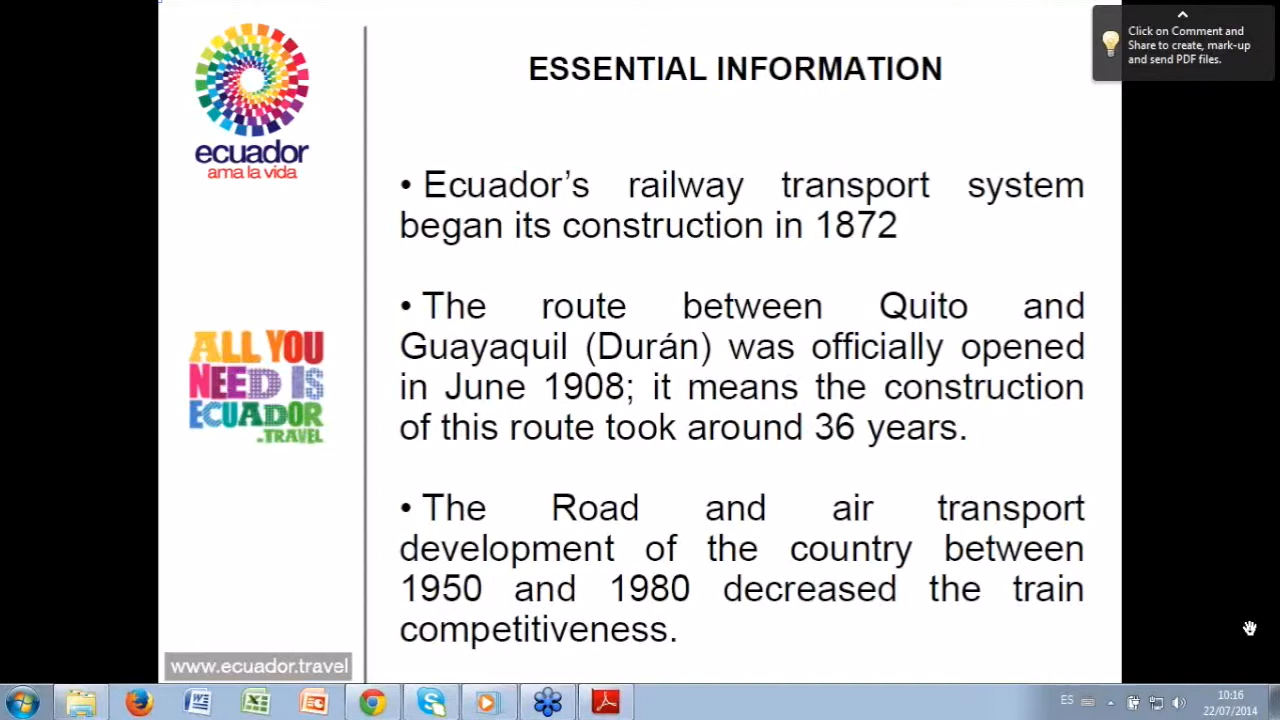 ecuador
ama la vida
ALL YOU
NEED IS
ECUADOR
.TRAVEL
www.ecuador.travel
ESSENTIAL INFORMATION
• Ecuador’s railway transport system
began its construction in 1872
• The route between Quito and
Guayaquil (Durán) was officially opened
in June 1908; it means the construction
of this route took around 36 years.
• The Road and air transport
development of the country between
1950 and 1980 decreased the train
competitiveness.
Click on Comment and
Share to create, mark-up
and send PDF files.
ES
10:16
22/07/2014